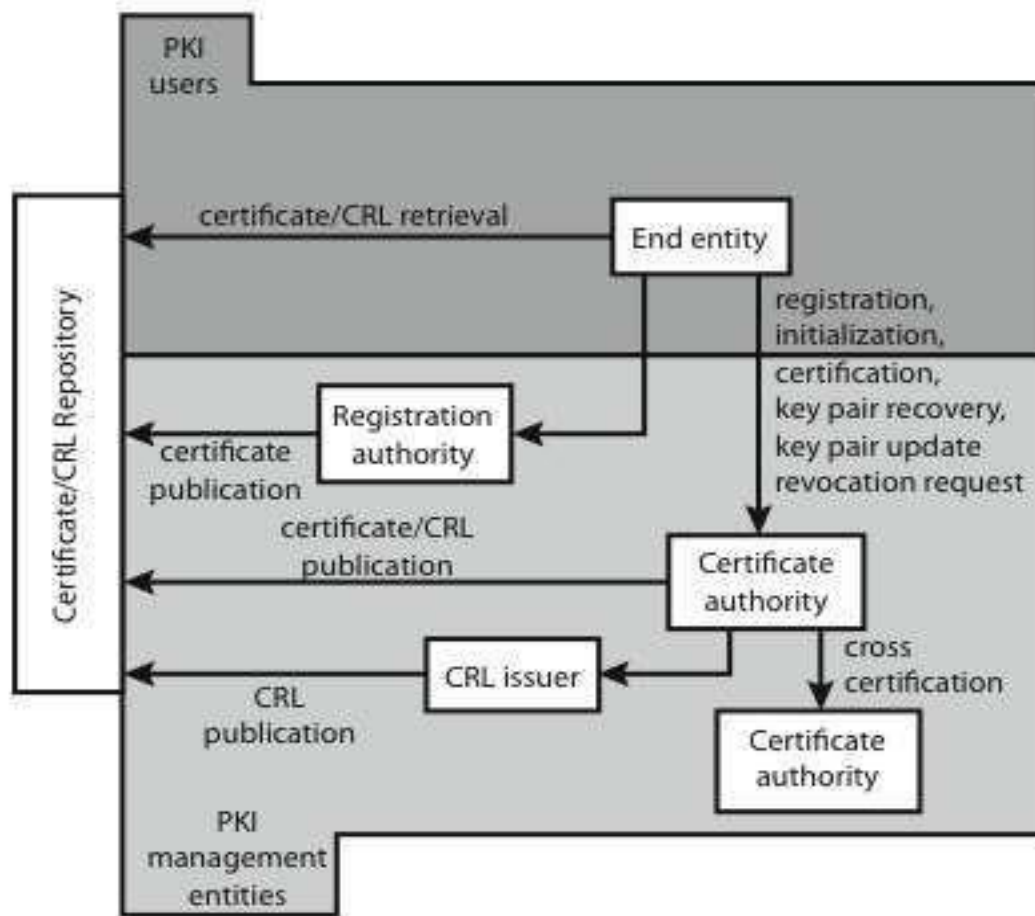 PKI
users
certificate/CRL retrieval
End entity
Certificate/CRL Repository
registration,
initialization,
certification,
key pair recovery,
key pair update
revocation request
Registration
authority
certificate
publication
certificate/CRL
publication
Certificate
authority
CRL issuer
cross
certification
CRL
publication
Certificate
authority
PKI
management
entities